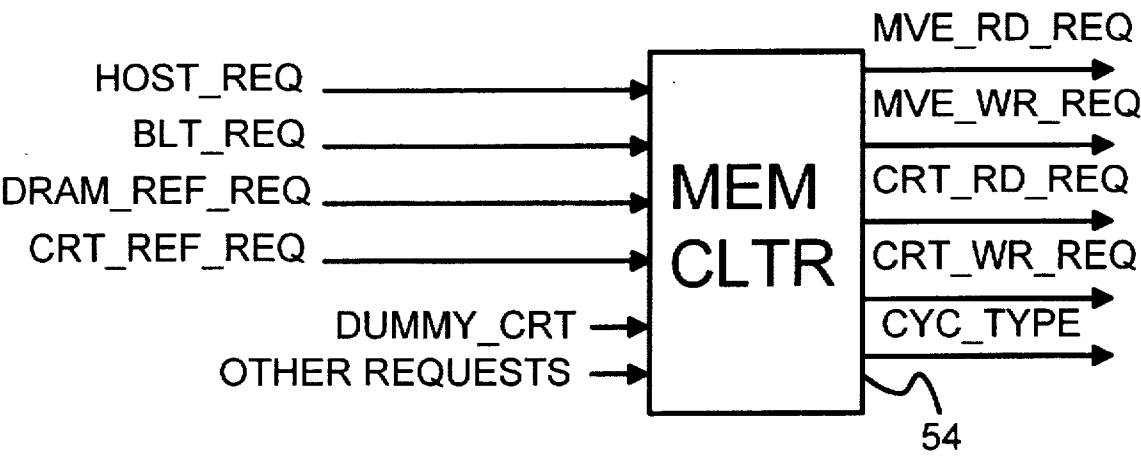 HOST_REQ
BLT_REQ
DRAM_REF_REQ
CRT_REF_REQ
DUMMY_CRT
OTHER REQUESTS
MEM
CLTR
MVE_RD_REQ
MVE_WR_REQ
CRT_RD_REQ
CRT_WR_REQ
CYC_TYPE
54